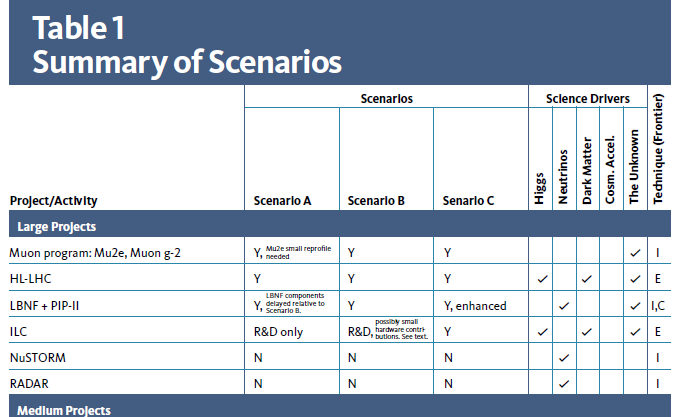 Table 1
Summary of Scenarios
Scenarios
Science Drivers
Project/Activity
Scenario A
Scenario B
Senario C
Higgs
Neutrinos
Dark Matter
Cosm. Accel.
The Unknown
Technique (Frontier)
Large Projects
Muon program: Mu2e, Muon g-2
Y, Mu2e small reprofile
needed
Y
Y
✓
I
HL-LHC
Y
Y
Y
✓
✓
✓
E
LBNF + PIP-II
Y, LBNF components
delayed relative to
Scenario B.
Y
Y, enhanced
✓
✓
I,C
ILC
R&D only
R&D, possibly small
hardware contri-
butions. See text.
Y
✓
✓
✓
E
NuSTORM
N
N
N
✓
I
RADAR
N
N
N
✓
I
Medium Projects